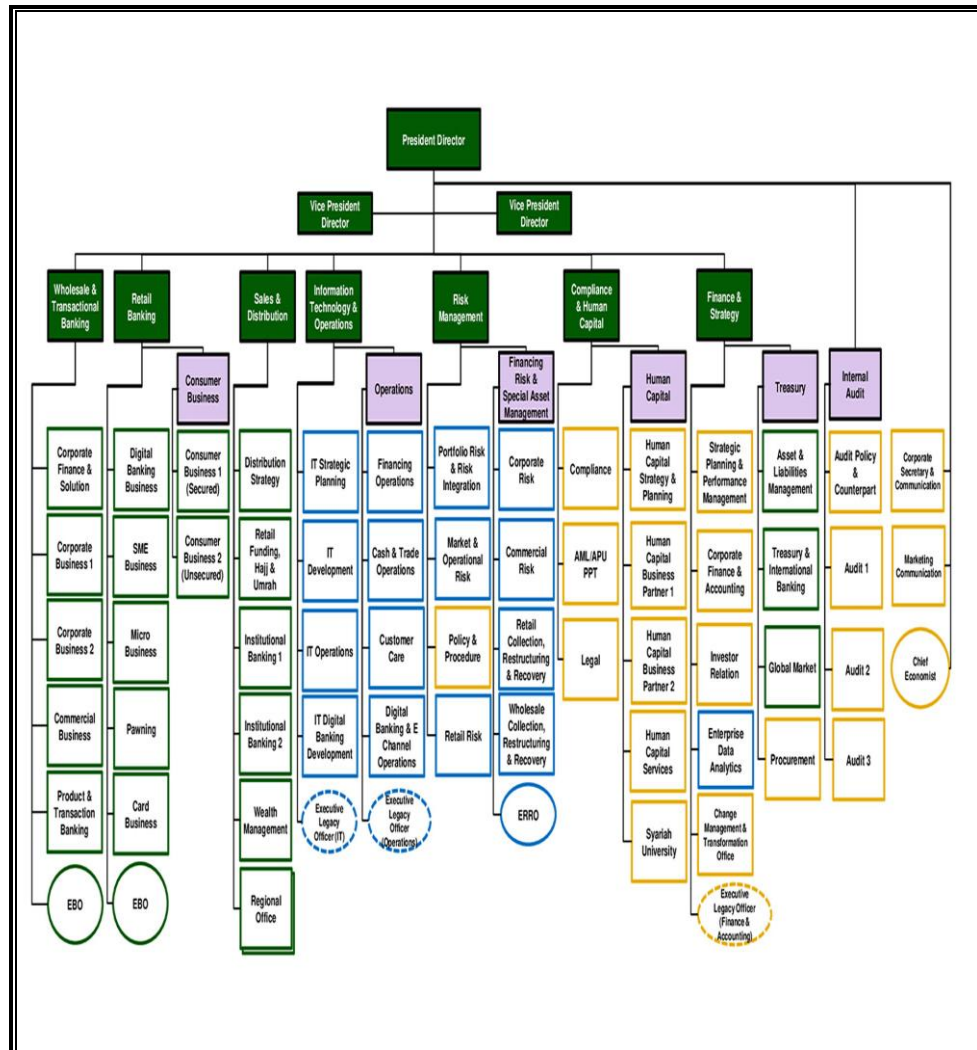 President Director
Vice President
Director
Vice President
Director
Wholesale &
Transactional
Banking
Retail
Banking
Sales &
Distribution
Information
Technology &
Operations
Risk
Management
Compliance
& Human
Capital
Finance &
Strategy
Consumer
Business
Operations
Financing
Risk &
Special Asset
Management
Human
Capital
Treasury
Internal
Audit
Corporate
Finance &
Solution
Digital
Banking
Business
Consumer
Business 1
(Secured)
Distribution
Strategy
IT Strategic
Planning
Financing
Operations
Portfolio Risk
& Risk
Integration
Corporate
Risk
Compliance
Human
Capital
Strategy &
Planning
Strategic
Planning &
Performance
Management
Asset &
Liabilities
Management
Audit Policy
&
Counterpart
Corporate
Secretary &
Communication
Corporate
Business 1
SME
Business
Consumer
Business 2
(Unsecured)
Retail
Funding,
Hajj &
Umrah
IT
Development
Cash & Trade
Operations
Market &
Operational
Risk
Commercial
Risk
AML/APU
PPT
Human
Capital
Business
Partner 1
Corporate
Finance &
Accounting
Treasury &
International
Banking
Audit 1
Marketing
Communication
Corporate
Business 2
Micro
Business
Institutional
Banking 1
IT Operations
Customer
Care
Policy &
Procedure
Retail
Collection,
Restructuring
& Recovery
Legal
Human
Capital
Business
Partner 2
Investor
Relation
Global Market
Audit 2
Chief
Economist
Commercial
Business
Pawning
Institutional
Banking 2
IT Digital
Banking
Development
Digital
Banking & E
Channel
Operations
Retail Risk
Wholesale
Collection,
Restructuring
& Recovery
Human
Capital
Services
Enterprise
Data
Analytics
Procurement
Audit 3
Product &
Transaction
Banking
Card
Business
Wealth
Management
Executive
Legacy
Officer (IT)
Executive
Legacy
Officer
(Operations)
ERRO
Syariah
University
Change
Management &
Transformation
Office
EBO
EBO
Regional
Office
Executive
Legacy Officer
(Finance &
Accounting)